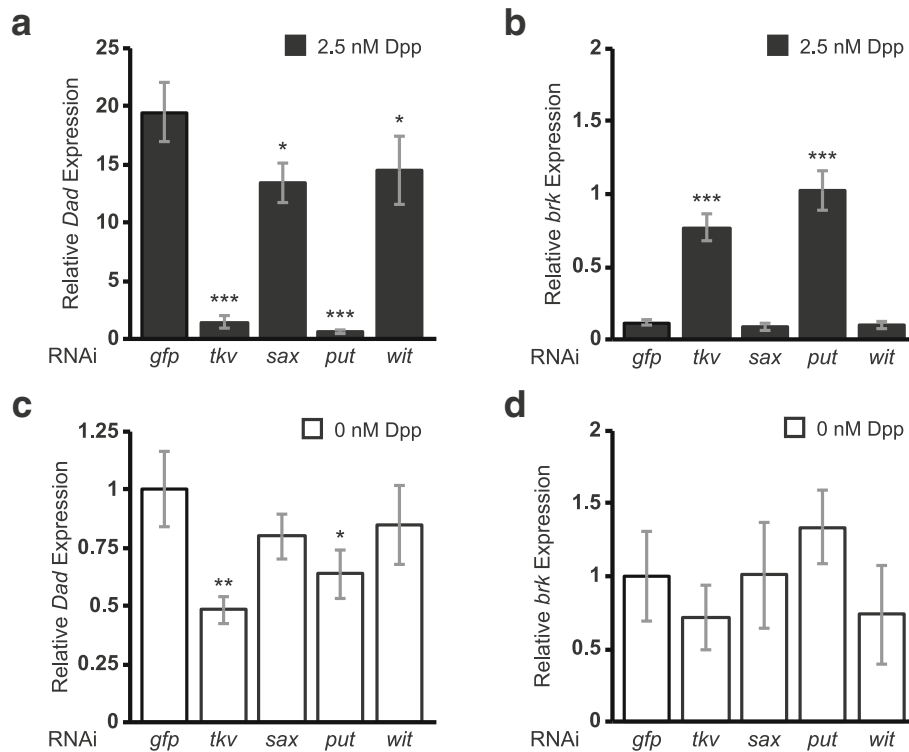 a
2.5 nM Dpp
Relative Dad Expression
25
20
15
10
5
0
***
*
***
*
RNAi gfp tkv sax put wit
b
2.5 nM Dpp
Relative brk Expression
2
1.5
1
0.5
0
***
***
RNAi gfp tkv sax put wit
c
0 nM Dpp
Relative Dad Expression
1.25
1
0.75
0.5
0.25
0
**
*
RNAi gfp tkv sax put wit
d
0 nM Dpp
Relative brk Expression
2
1.5
1
0.5
0
RNAi gfp tkv sax put wit